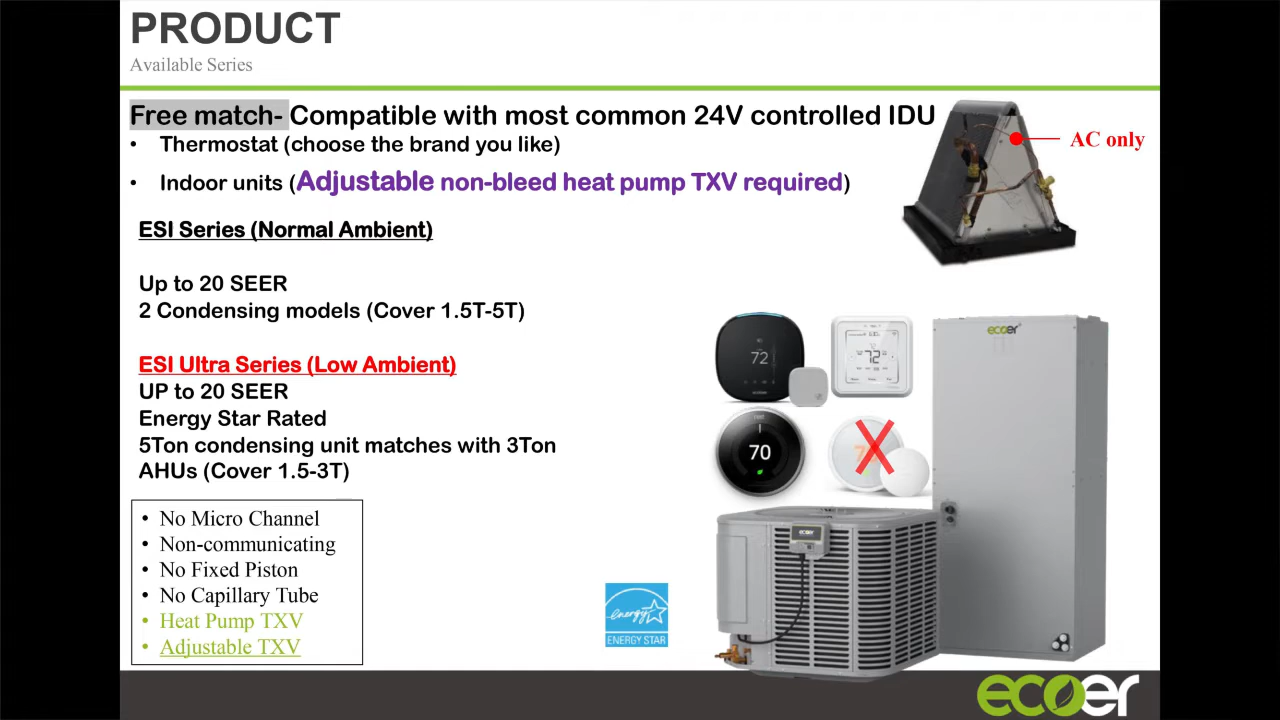 PRODUCT
Available Series
Free match- Compatible with most common 24V controlled IDU
• Thermostat (choose the brand you like)
• Indoor units (Adjustable non-bleed heat pump TXV required)
AC only
ESI Series (Normal Ambient)
Up to 20 SEER
2 Condensing models (Cover 1.5T-5T)
ESI Ultra Series (Low Ambient)
UP to 20 SEER
Energy Star Rated
5Ton condensing unit matches with 3Ton
AHUs (Cover 1.5-3T)
• No Micro Channel
• Non-communicating
• No Fixed Piston
• No Capillary Tube
• Heat Pump TXV
• Adjustable TXV
72
72
70
X
ecoer
ecoer
energy
ENERGY STAR
ecoer